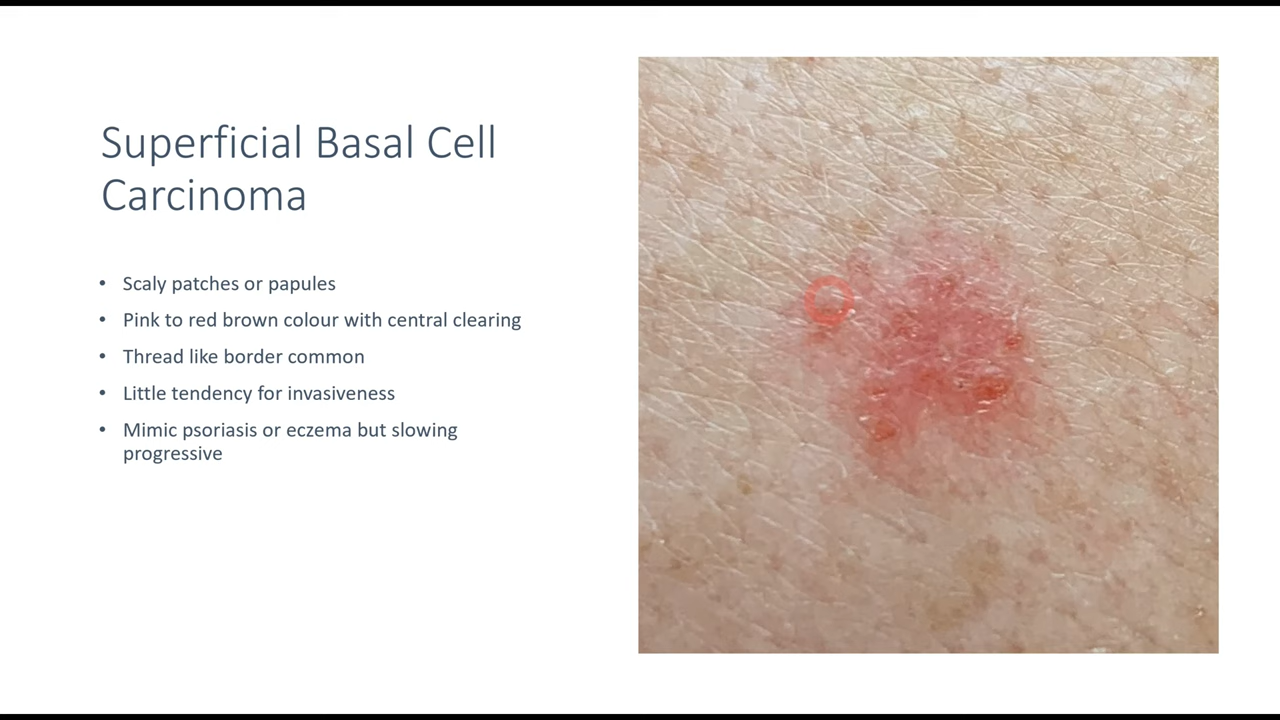 Superficial Basal Cell
Carcinoma
• Scaly patches or papules
• Pink to red brown colour with central clearing
• Thread like border common
• Little tendency for invasiveness
• Mimic psoriasis or eczema but slowing
progressive